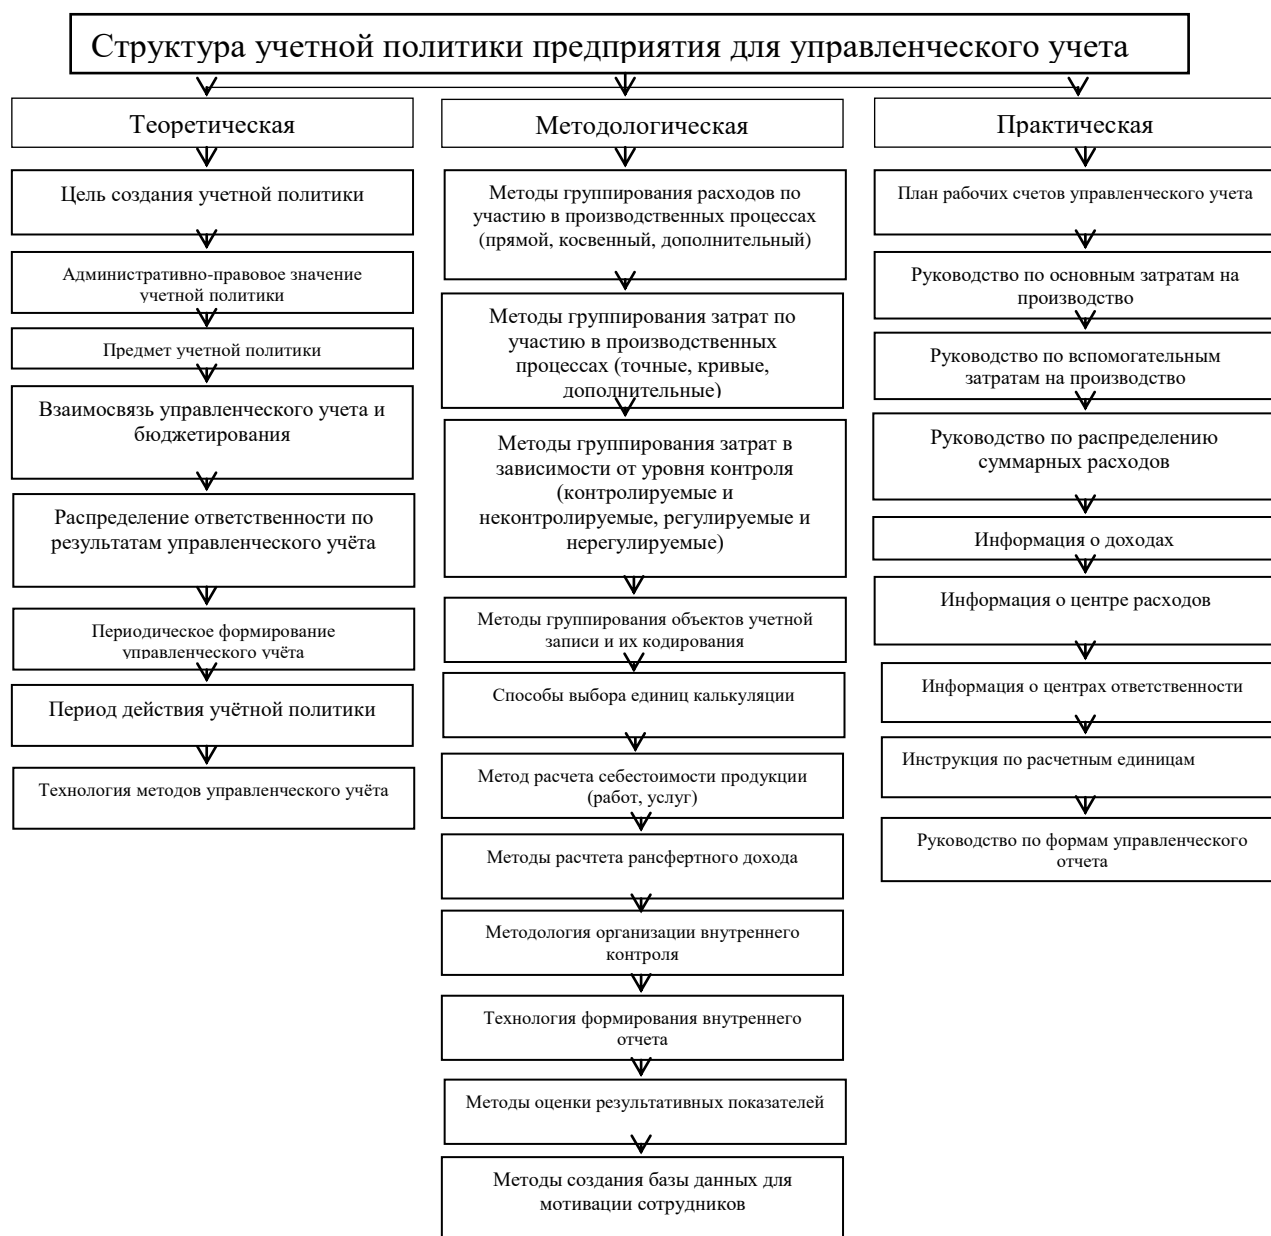 Структура учетной политики предприятия для управленческого учета
Теоретическая
Цель создания учетной политики
Административно-правовое значение
учетной политики
Предмет учетной политики
Взаимосвязь управленческого учета и
бюджетирования
Распределение ответственности по
результатам управленческого учёта
Периодическое формирование
управленческого учёта
Период действия учётной политики
Технология методов управленческого учёта
Методологическая
Методы группирования расходов по
участию в производственных процессах
(прямой, косвенный, дополнительный)
Методы группирования затрат по
участию в производственных
процессах (точные, кривые,
дополнительные)
Методы группирования затрат в
зависимости от уровня контроля
(контролируемые и
неконтролируемые, регулируемые и
нерегулируемые)
Методы группирования объектов учетной
записи и их кодирования
Способы выбора единиц калькуляции
Метод расчета себестоимости продукции
(работ, услуг)
Методы расчтета рансфертного дохода
Методология организации внутреннего
контроля
Технология формирования внутреннего
отчета
Методы оценки результативных показателей
Методы создания базы данных для
мотивации сотрудников
Практическая
План рабочих счетов управленческого учета
Руководство по основным затратам на
производство
Руководство по вспомогательным
затратам на производство
Руководство по распределению
суммарных расходов
Информация о доходах
Информация о центре расходов
Информация о центрах ответственности
Инструкция по расчетным единицам
Руководство по формам управленческого
отчета